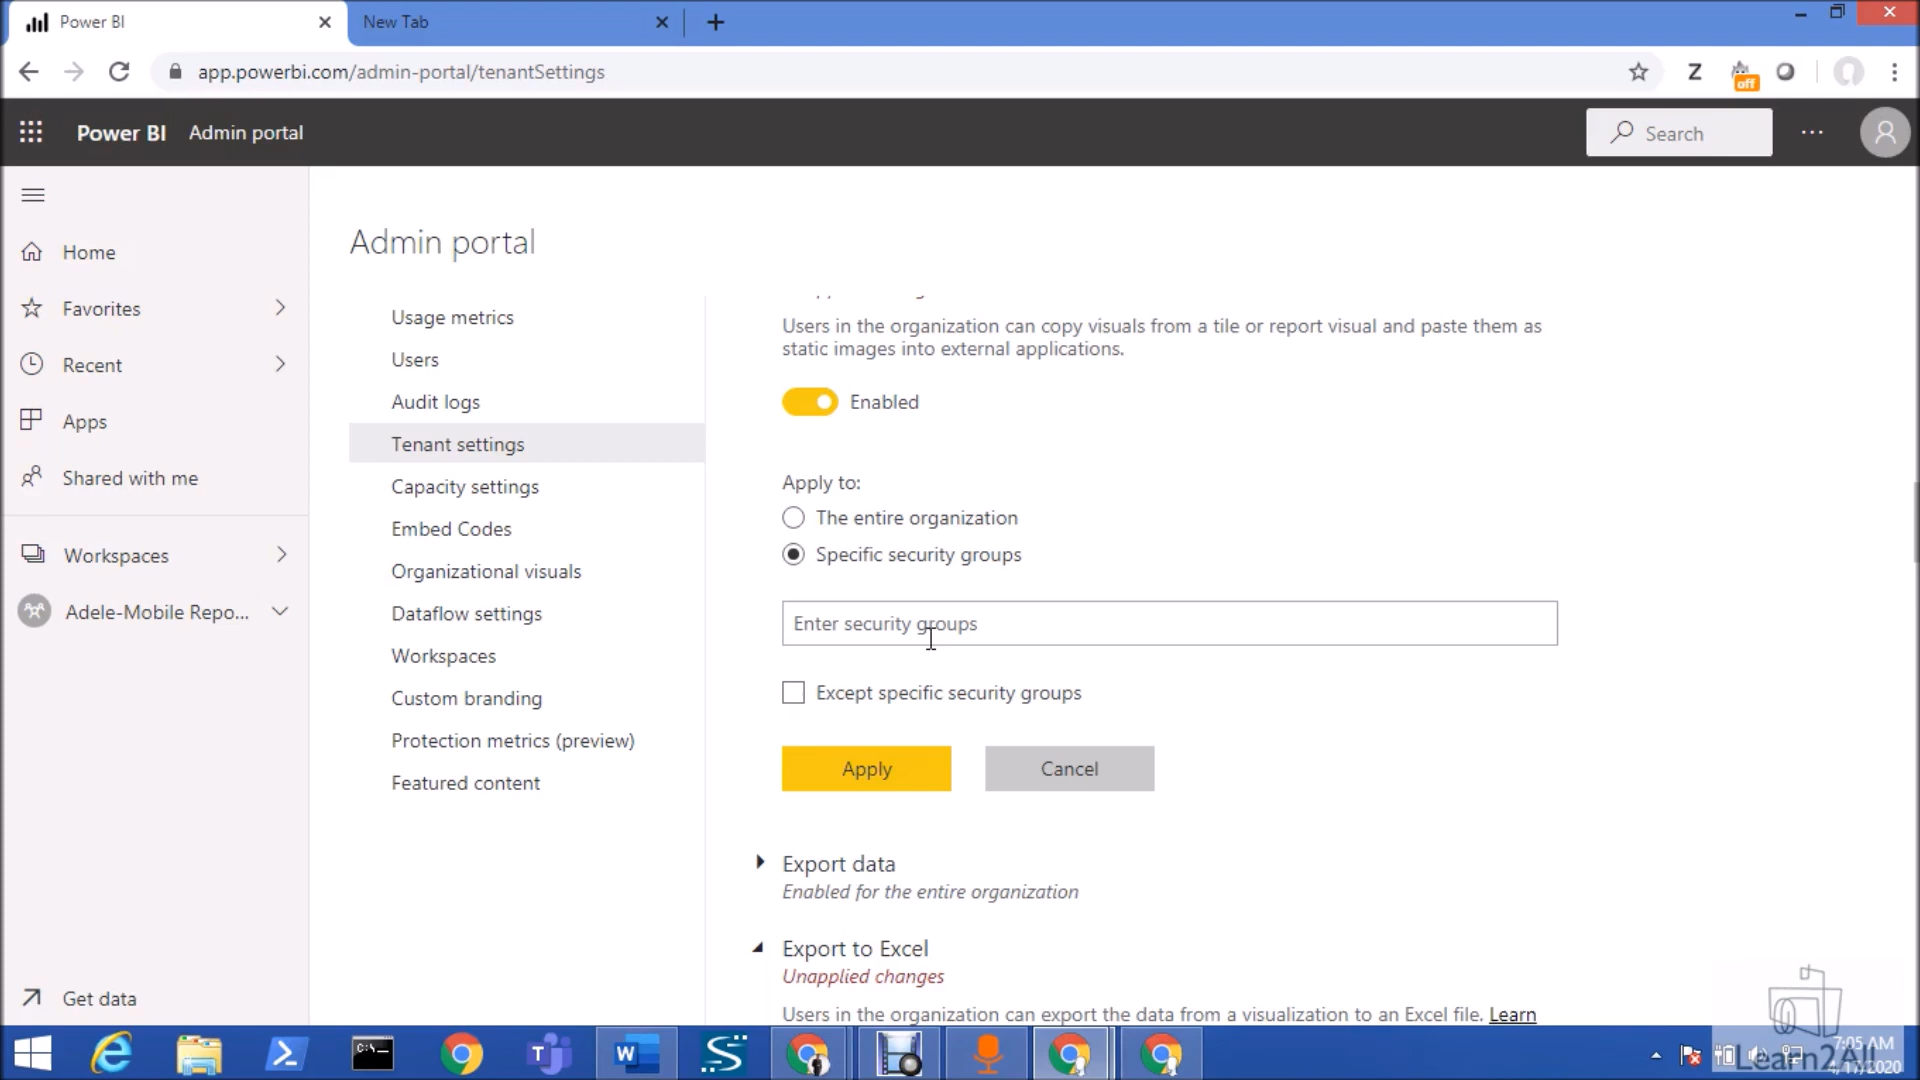 Power BI
New Tab
app.powerbi.com/admin-portal/tenantSettings
Z
off
Power BI Admin portal
Search
Home
Favorites
Recent
Apps
Shared with me
Workspaces
Adele-Mobile Repo...
Get data
Admin portal
Usage metrics
Users
Audit logs
Tenant settings
Capacity settings
Embed Codes
Organizational visuals
Dataflow settings
Workspaces
Custom branding
Protection metrics (preview)
Featured content
Users in the organization can copy visuals from a tile or report visual and paste them as
static images into external applications.
Enabled
Apply to:
The entire organization
Specific security groups
Enter security groups
Except specific security groups
Apply
Cancel
Export data
Enabled for the entire organization
Export to Excel
Unapplied changes
Users in the organization can export the data from a visualization to an Excel file. Learn
7:05 AM
Learn2All